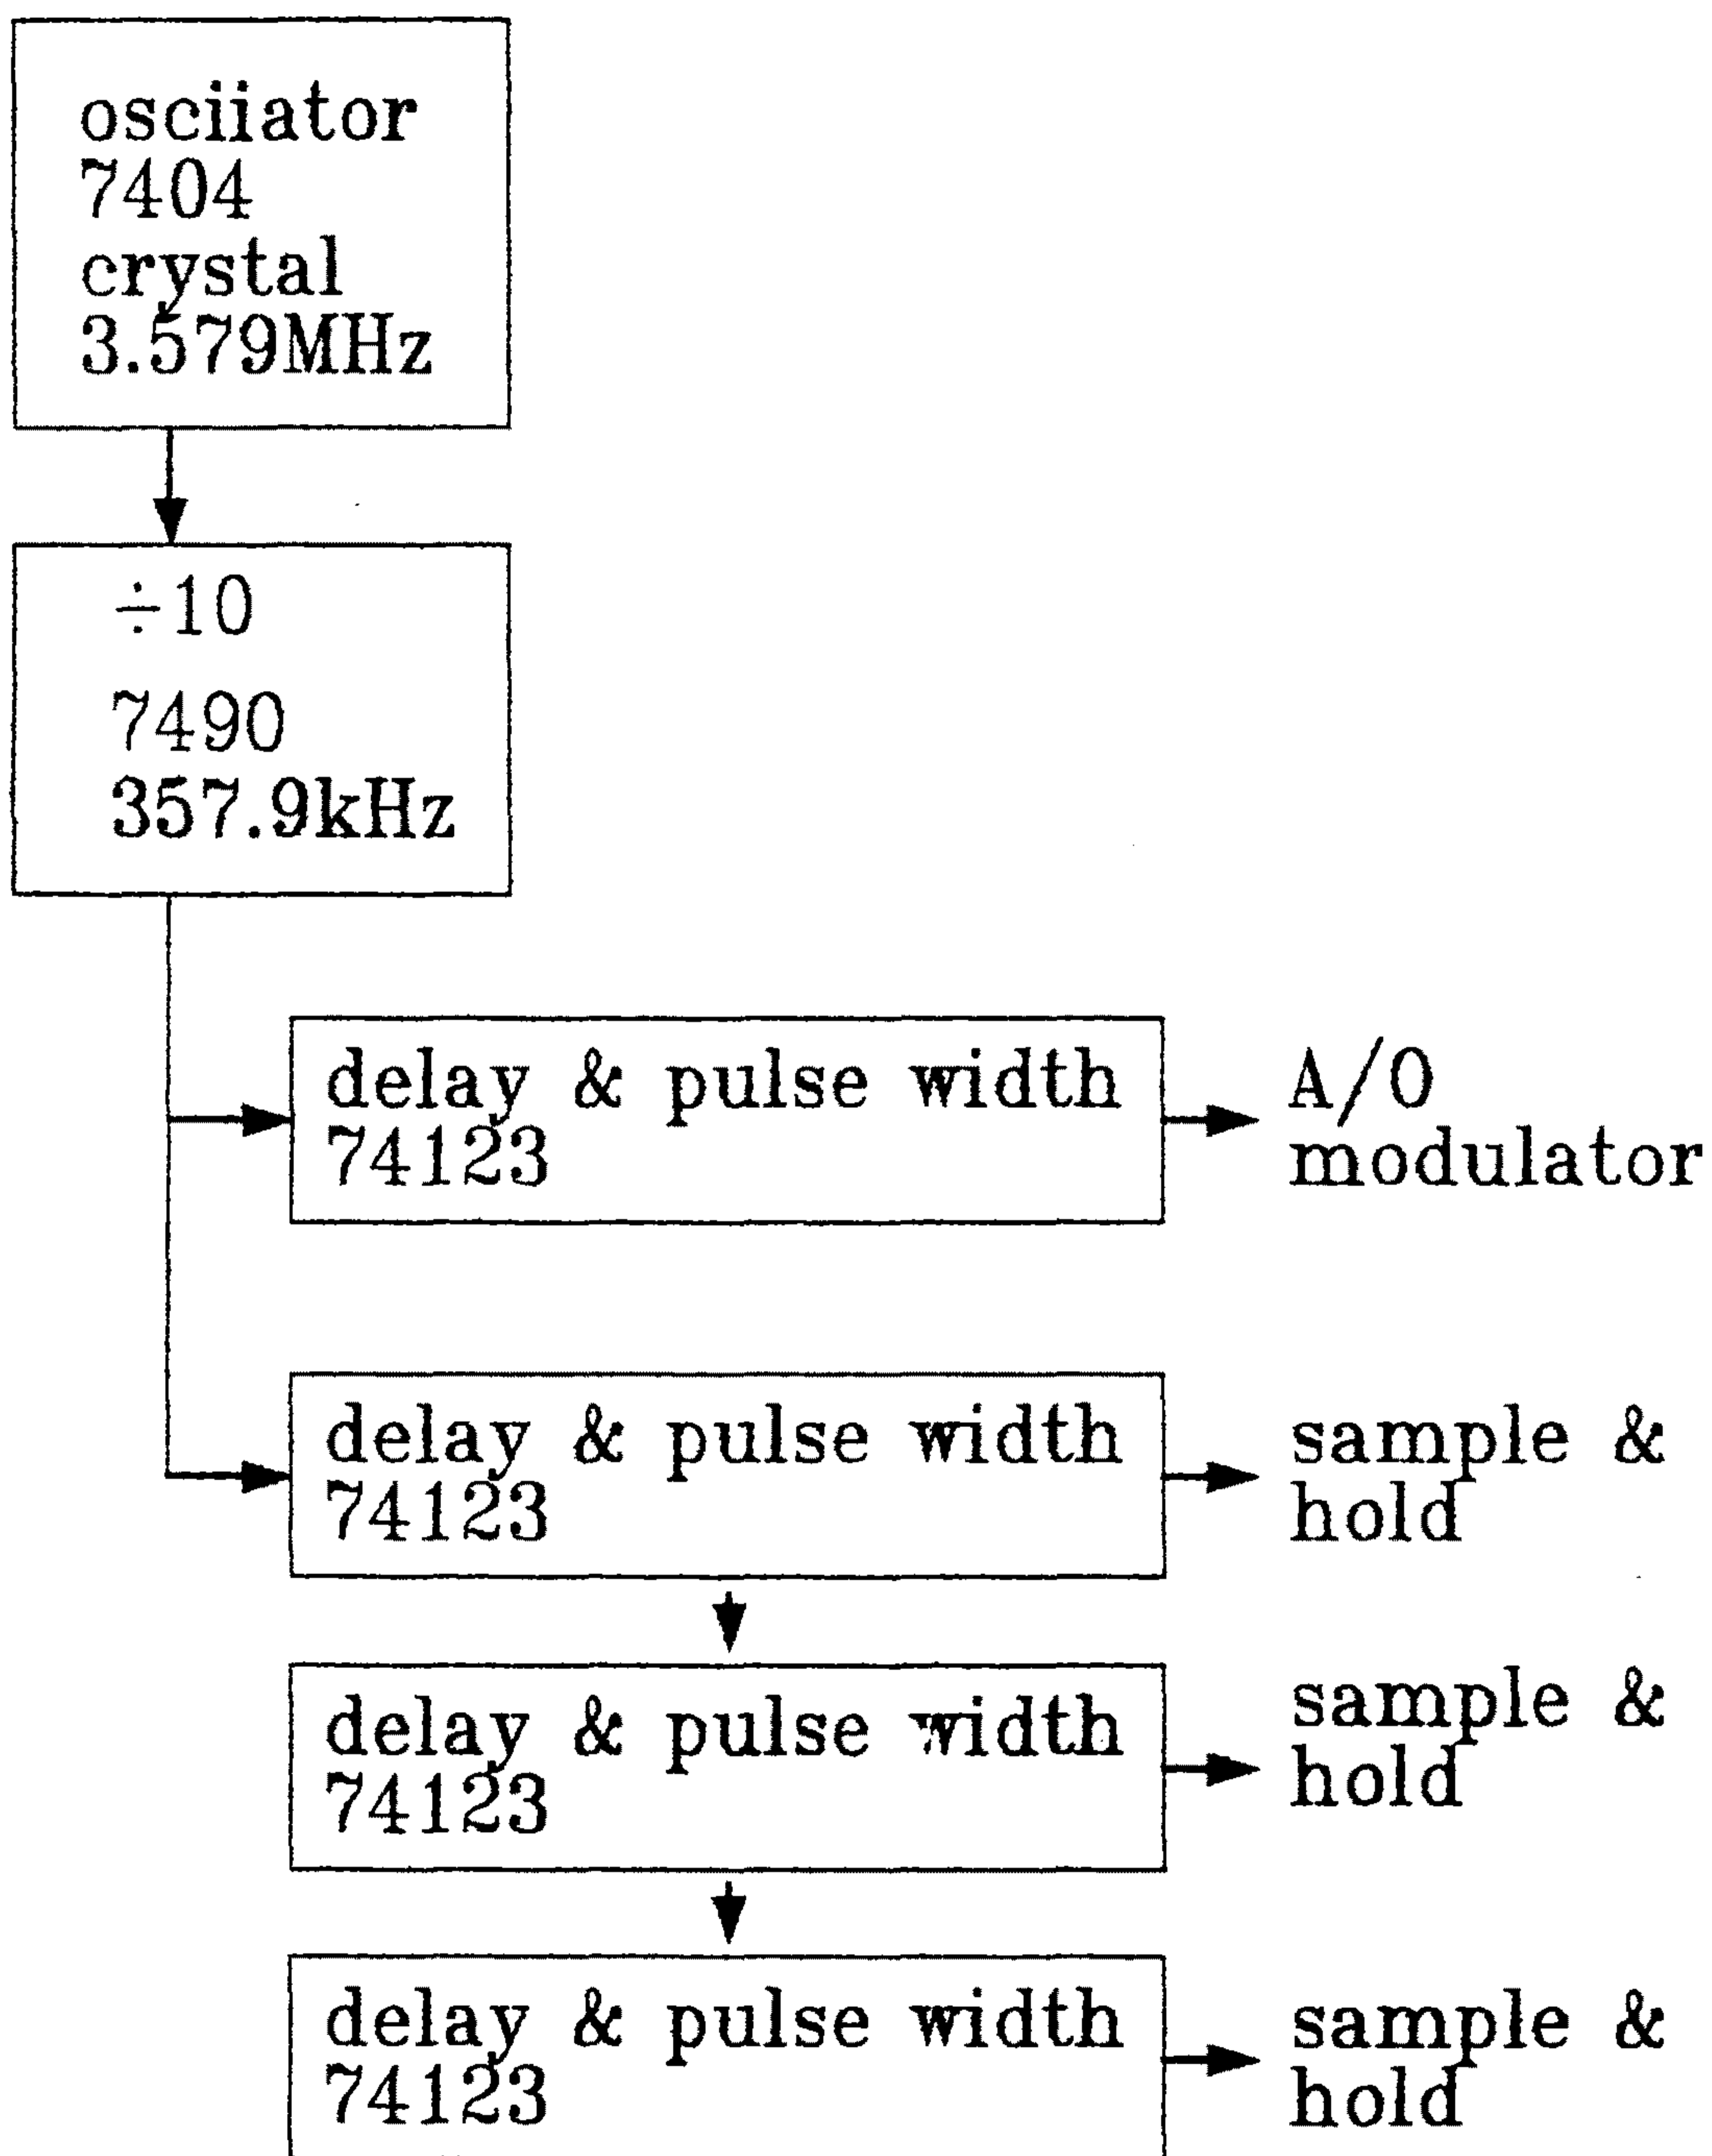 osciiator
7404
crystal
3.579MHz
÷10
7490
357.9kHz
delay & pulse width
74123
A/O
modulator
delay & pulse width
74123
sample &
hold
delay & pulse width
74123
sample &
hold
delay & pulse width
74123
sample &
hold